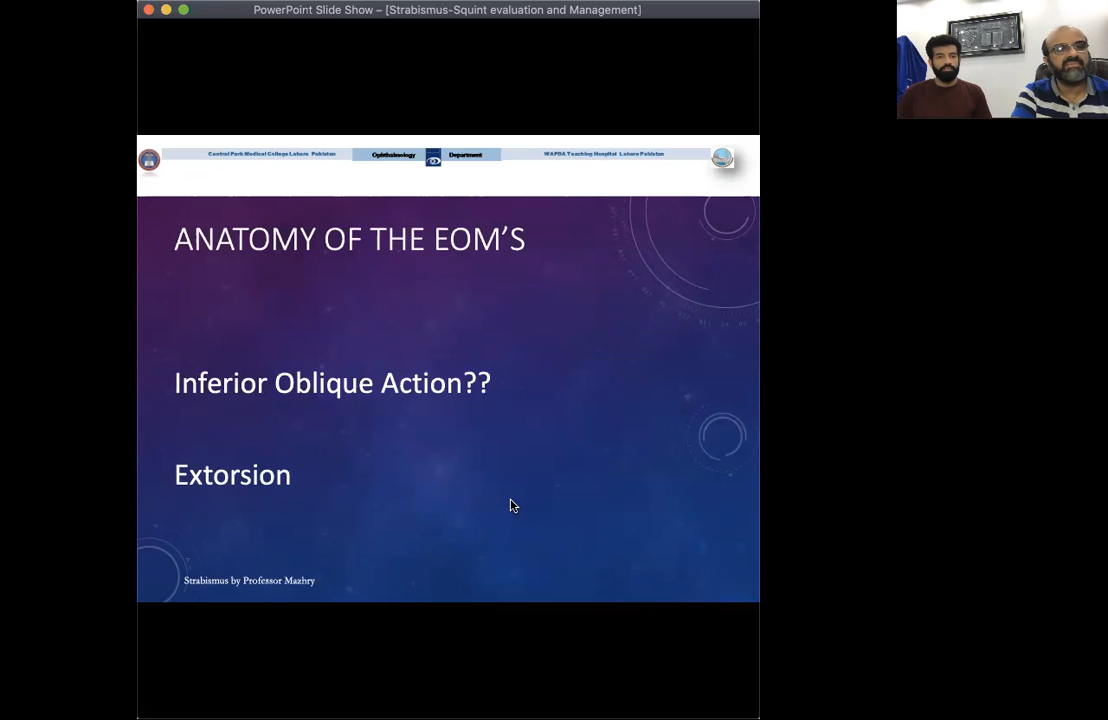 PowerPoint Slide Show – [Strabismus-Squint evaluation and Management]
Central Park Medical College Lahore Pakistan
Ophthalmology Department
WAPDA Teaching Hospital Lahore Pakistan
ANATOMY OF THE EOM’S
Inferior Oblique Action??
Extorsion
Strabismus by Professor Mazhry